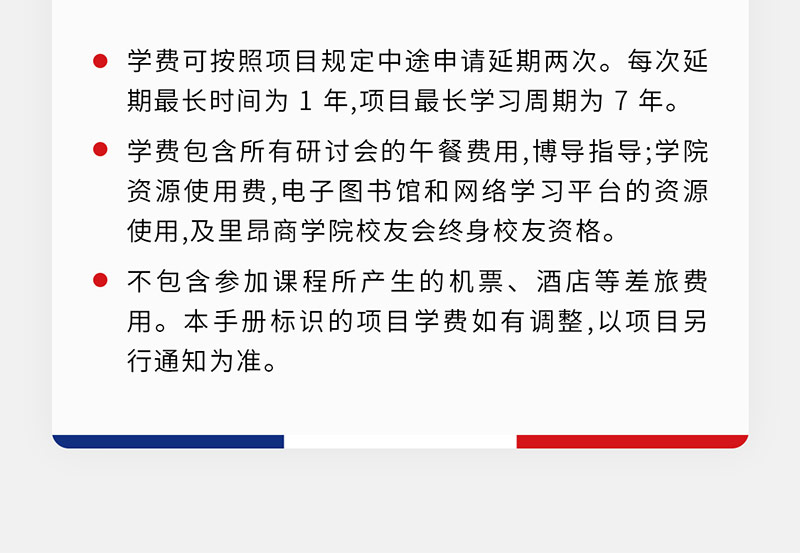 学费可按照项目规定中途申请延期两次。每次延
期最长时间为 1 年,项目最长学习周期为 7 年。
学费包含所有研讨会的午餐费用,博导指导;学院
资源使用费,电子图书馆和网络学习平台的资源
使用,及里昂商学院校友会终身校友资格。
不包含参加课程所产生的机票、酒店等差旅费
用。本手册标识的项目学费如有调整,以项目另
行通知为准。